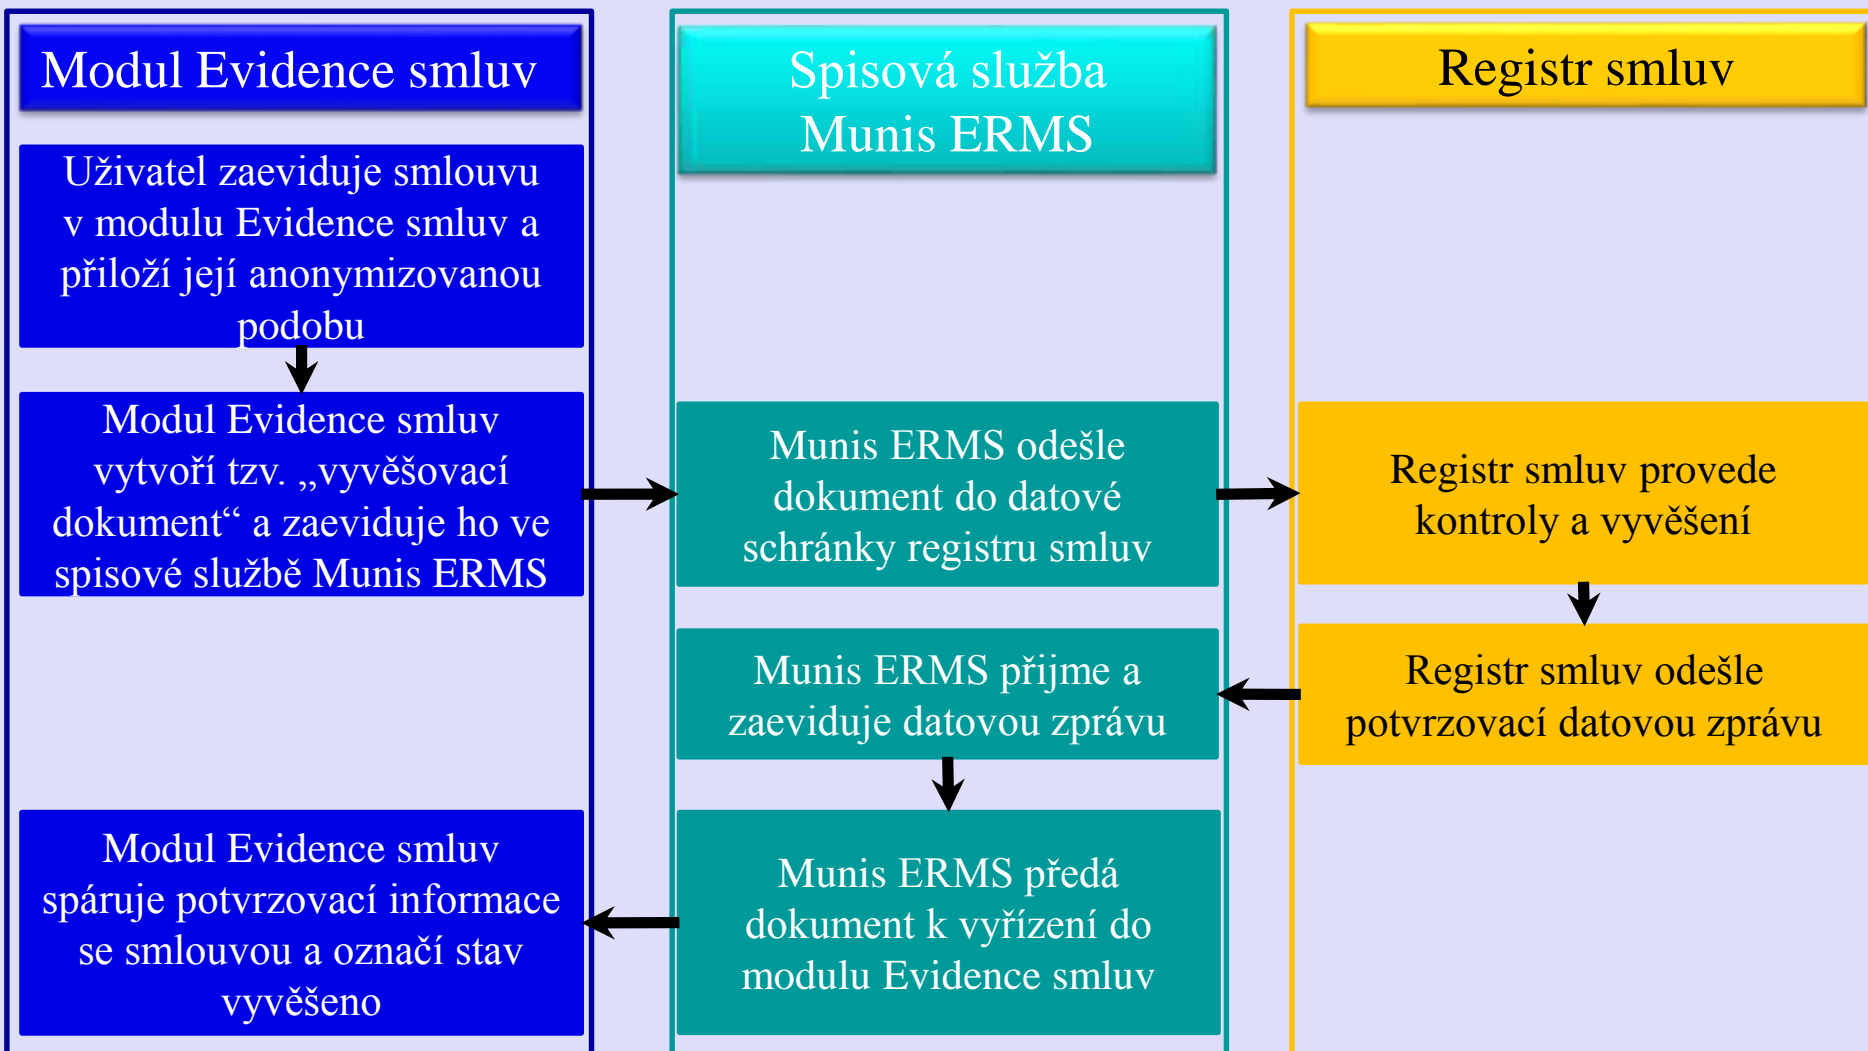 Modul Evidence smluv
Uživatel zaeviduje smlouvu
v modulu Evidence smluv a
přiloží její anonymizovanou
podobu
Modul Evidence smluv
vytvoří tzv. „vyvěšovací
dokument“ a zaeviduje ho ve
spisové službě Munis ERMS
Modul Evidence smluv
spáruje potvrzovací informace
se smlouvou a označí stav
vyvěšeno
Spisová služba
Munis ERMS
Munis ERMS odešle
dokument do datové
schránky registru smluv
Munis ERMS přijme a
zaeviduje datovou zprávu
Munis ERMS předá
dokument k vyřízení do
modulu Evidence smluv
Registr smluv
Registr smluv provede
kontroly a vyvěšení
Registr smluv odešle
potvrzovací datovou zprávu